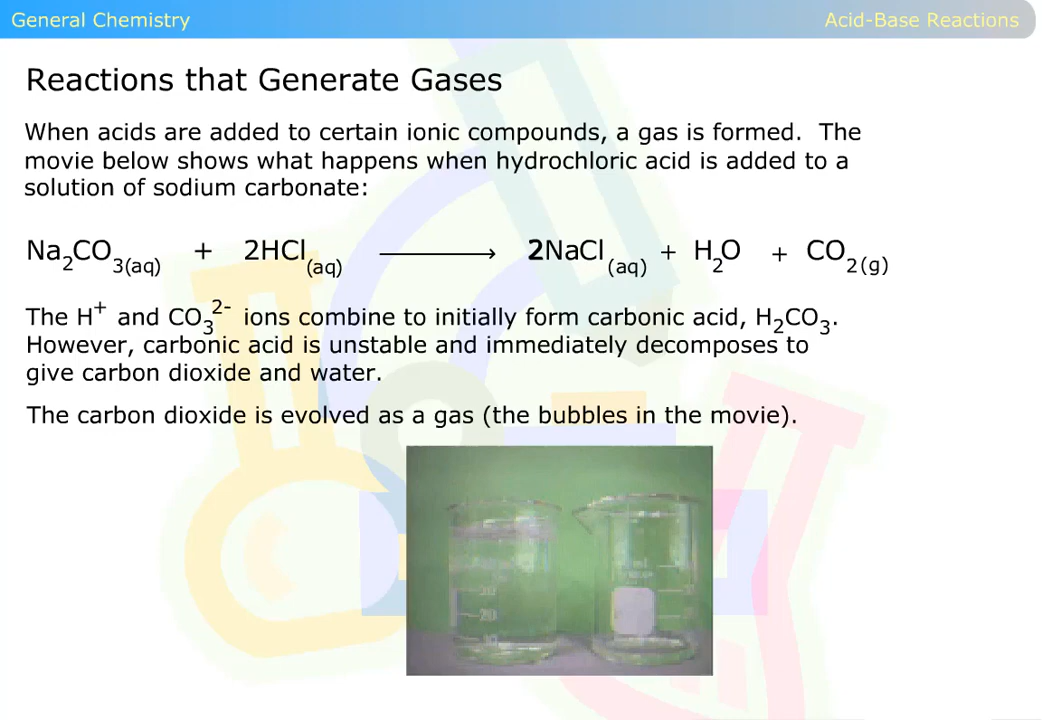 General Chemistry Acid-Base Reactions
Reactions that Generate Gases
When acids are added to certain ionic compounds, a gas is formed. The
movie below shows what happens when hydrochloric acid is added to a
solution of sodium carbonate:
Na₂CO₃(aq) + 2HCl(aq) ⟶ 2NaCl(aq) + H₂O + CO₂(g)
The H⁺ and CO₃²⁻ ions combine to initially form carbonic acid, H₂CO₃.
However, carbonic acid is unstable and immediately decomposes to
give carbon dioxide and water.
The carbon dioxide is evolved as a gas (the bubbles in the movie).